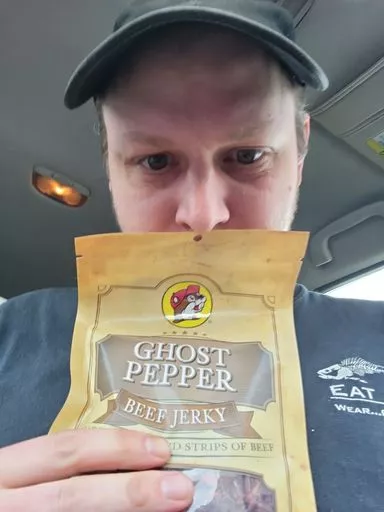 GHOST
PEPPER
BEEF JERKY
STRIPS OF BEEF
EAT
WEAR...